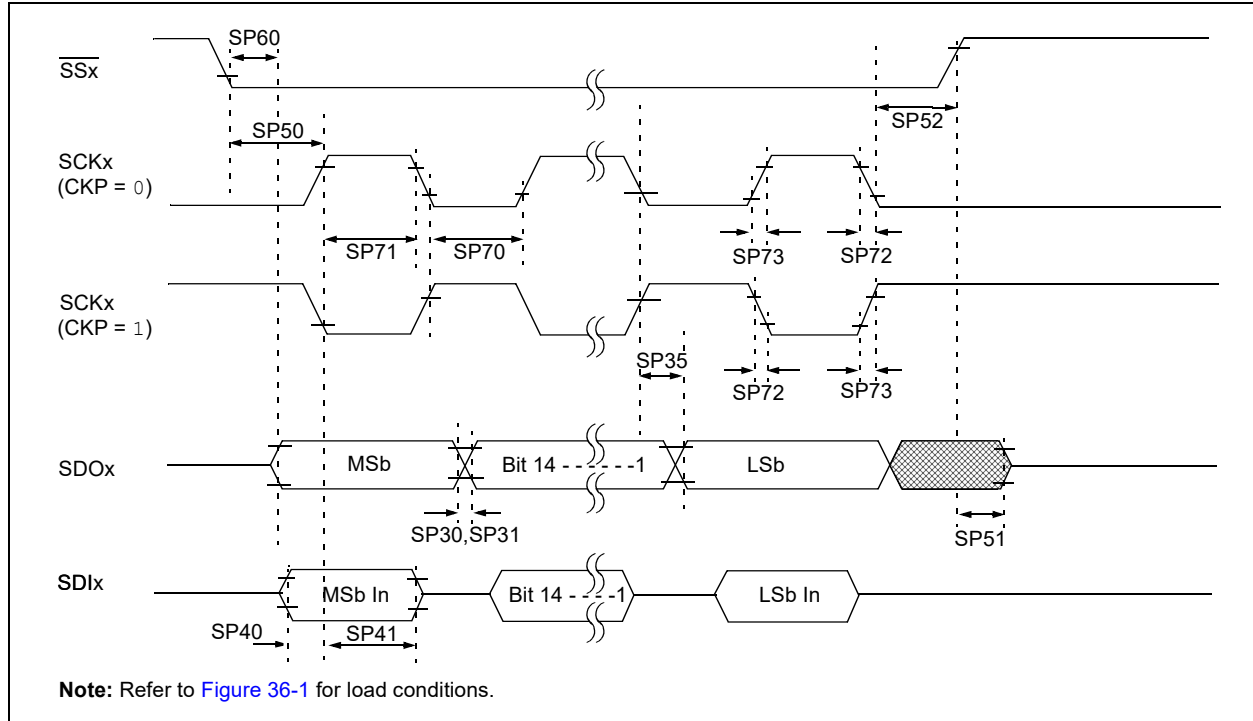 SP60
SSx
SP50
SP52
SCKx
(CKP = 0)
SP71
SP70
SP73
SP72
SCKx
(CKP = 1)
SP35
SP72
SP73
SDOx
MSb
Bit 14 - - - - - -1
LSb
SP30,SP31
SP51
SDIx
MSb In
Bit 14 - - - - -1
LSb In
SP40
SP41
Note: Refer to Figure 36-1 for load conditions.